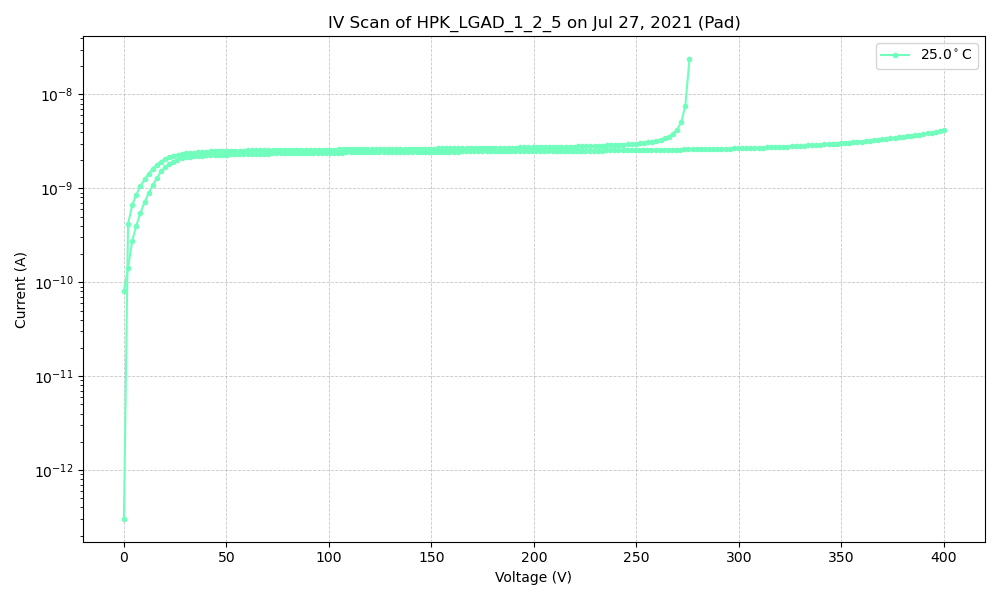 IV Scan of HPK_LGAD_1_2_5 on Jul 27, 2021 (Pad)
25.0°C
Current (A)
10⁻⁸
10⁻⁹
10⁻¹⁰
10⁻¹¹
10⁻¹²
0 50 100 150 200 250 300 350 400
Voltage (V)